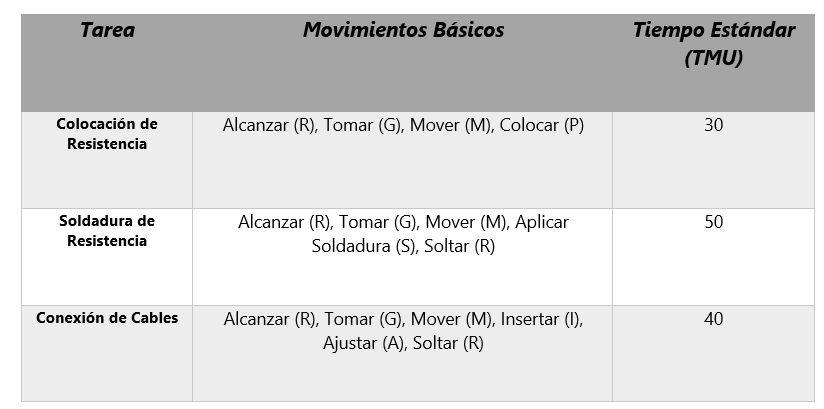 Tarea
Movimientos Básicos
Tiempo Estándar
(TMU)
Colocación de
Resistencia
Alcanzar (R), Tomar (G), Mover (M), Colocar (P)
30
Soldadura de
Resistencia
Alcanzar (R), Tomar (G), Mover (M), Aplicar
Soldadura (S), Soltar (R)
50
Conexión de Cables
Alcanzar (R), Tomar (G), Mover (M), Insertar (I),
Ajustar (A), Soltar (R)
40